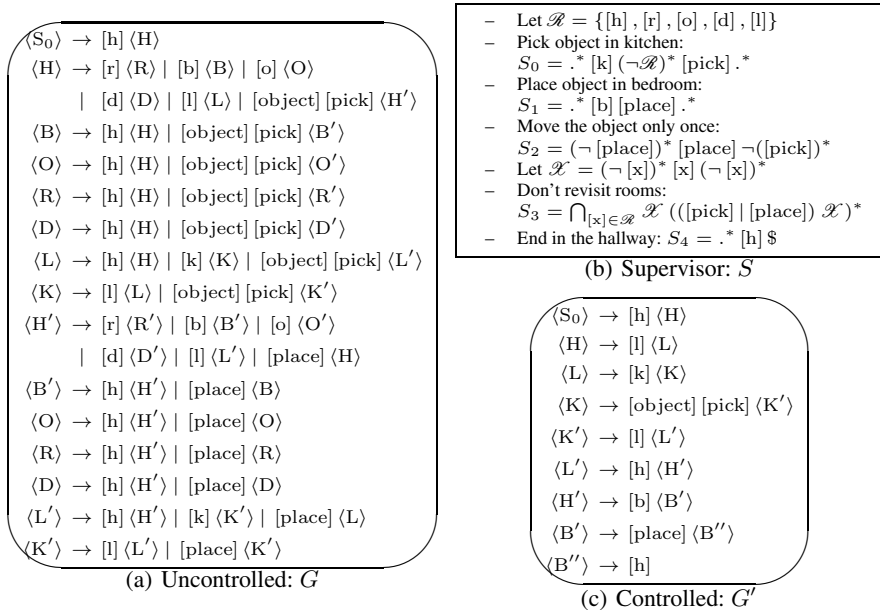 ⟨S₀⟩ → [h] ⟨H⟩
⟨H⟩ → [r] ⟨R⟩ | [b] ⟨B⟩ | [o] ⟨O⟩
| [d] ⟨D⟩ | [l] ⟨L⟩ | [object] [pick] ⟨H′⟩
⟨B⟩ → [h] ⟨H⟩ | [object] [pick] ⟨B′⟩
⟨O⟩ → [h] ⟨H⟩ | [object] [pick] ⟨O′⟩
⟨R⟩ → [h] ⟨H⟩ | [object] [pick] ⟨R′⟩
⟨D⟩ → [h] ⟨H⟩ | [object] [pick] ⟨D′⟩
⟨L⟩ → [h] ⟨H⟩ | [k] ⟨K⟩ | [object] [pick] ⟨L′⟩
⟨K⟩ → [l] ⟨L⟩ | [object] [pick] ⟨K′⟩
⟨H′⟩ → [r] ⟨R′⟩ | [b] ⟨B′⟩ | [o] ⟨O′⟩
| [d] ⟨D′⟩ | [l] ⟨L′⟩ | [place] ⟨H⟩
⟨B′⟩ → [h] ⟨H′⟩ | [place] ⟨B⟩
⟨O⟩ → [h] ⟨H′⟩ | [place] ⟨O⟩
⟨R⟩ → [h] ⟨H′⟩ | [place] ⟨R⟩
⟨D⟩ → [h] ⟨H′⟩ | [place] ⟨D⟩
⟨L′⟩ → [h] ⟨H′⟩ | [k] ⟨K′⟩ | [place] ⟨L⟩
⟨K′⟩ → [l] ⟨L′⟩ | [place] ⟨K′⟩
(a) Uncontrolled: G
– Let ℛ = {[h] , [r] , [o] , [d] , [l]}
– Pick object in kitchen:
S₀ = .* [k] (¬ℛ)* [pick] .*
– Place object in bedroom:
S₁ = .* [b] [place] .*
– Move the object only once:
S₂ = (¬ [place])* [place] ¬([pick])*
– Let 𝒳 = (¬ [x])* [x] (¬ [x])*
– Don't revisit rooms:
S₃ = ⋂_{[x]∈ℛ} 𝒳 (([pick] | [place]) 𝒳)*
– End in the hallway: S₄ = .* [h] $
(b) Supervisor: S
⟨S₀⟩ → [h] ⟨H⟩
⟨H⟩ → [l] ⟨L⟩
⟨L⟩ → [k] ⟨K⟩
⟨K⟩ → [object] [pick] ⟨K′⟩
⟨K′⟩ → [l] ⟨L′⟩
⟨L′⟩ → [h] ⟨H′⟩
⟨H′⟩ → [b] ⟨B′⟩
⟨B′⟩ → [place] ⟨B′′⟩
⟨B′′⟩ → [h]
(c) Controlled: G′